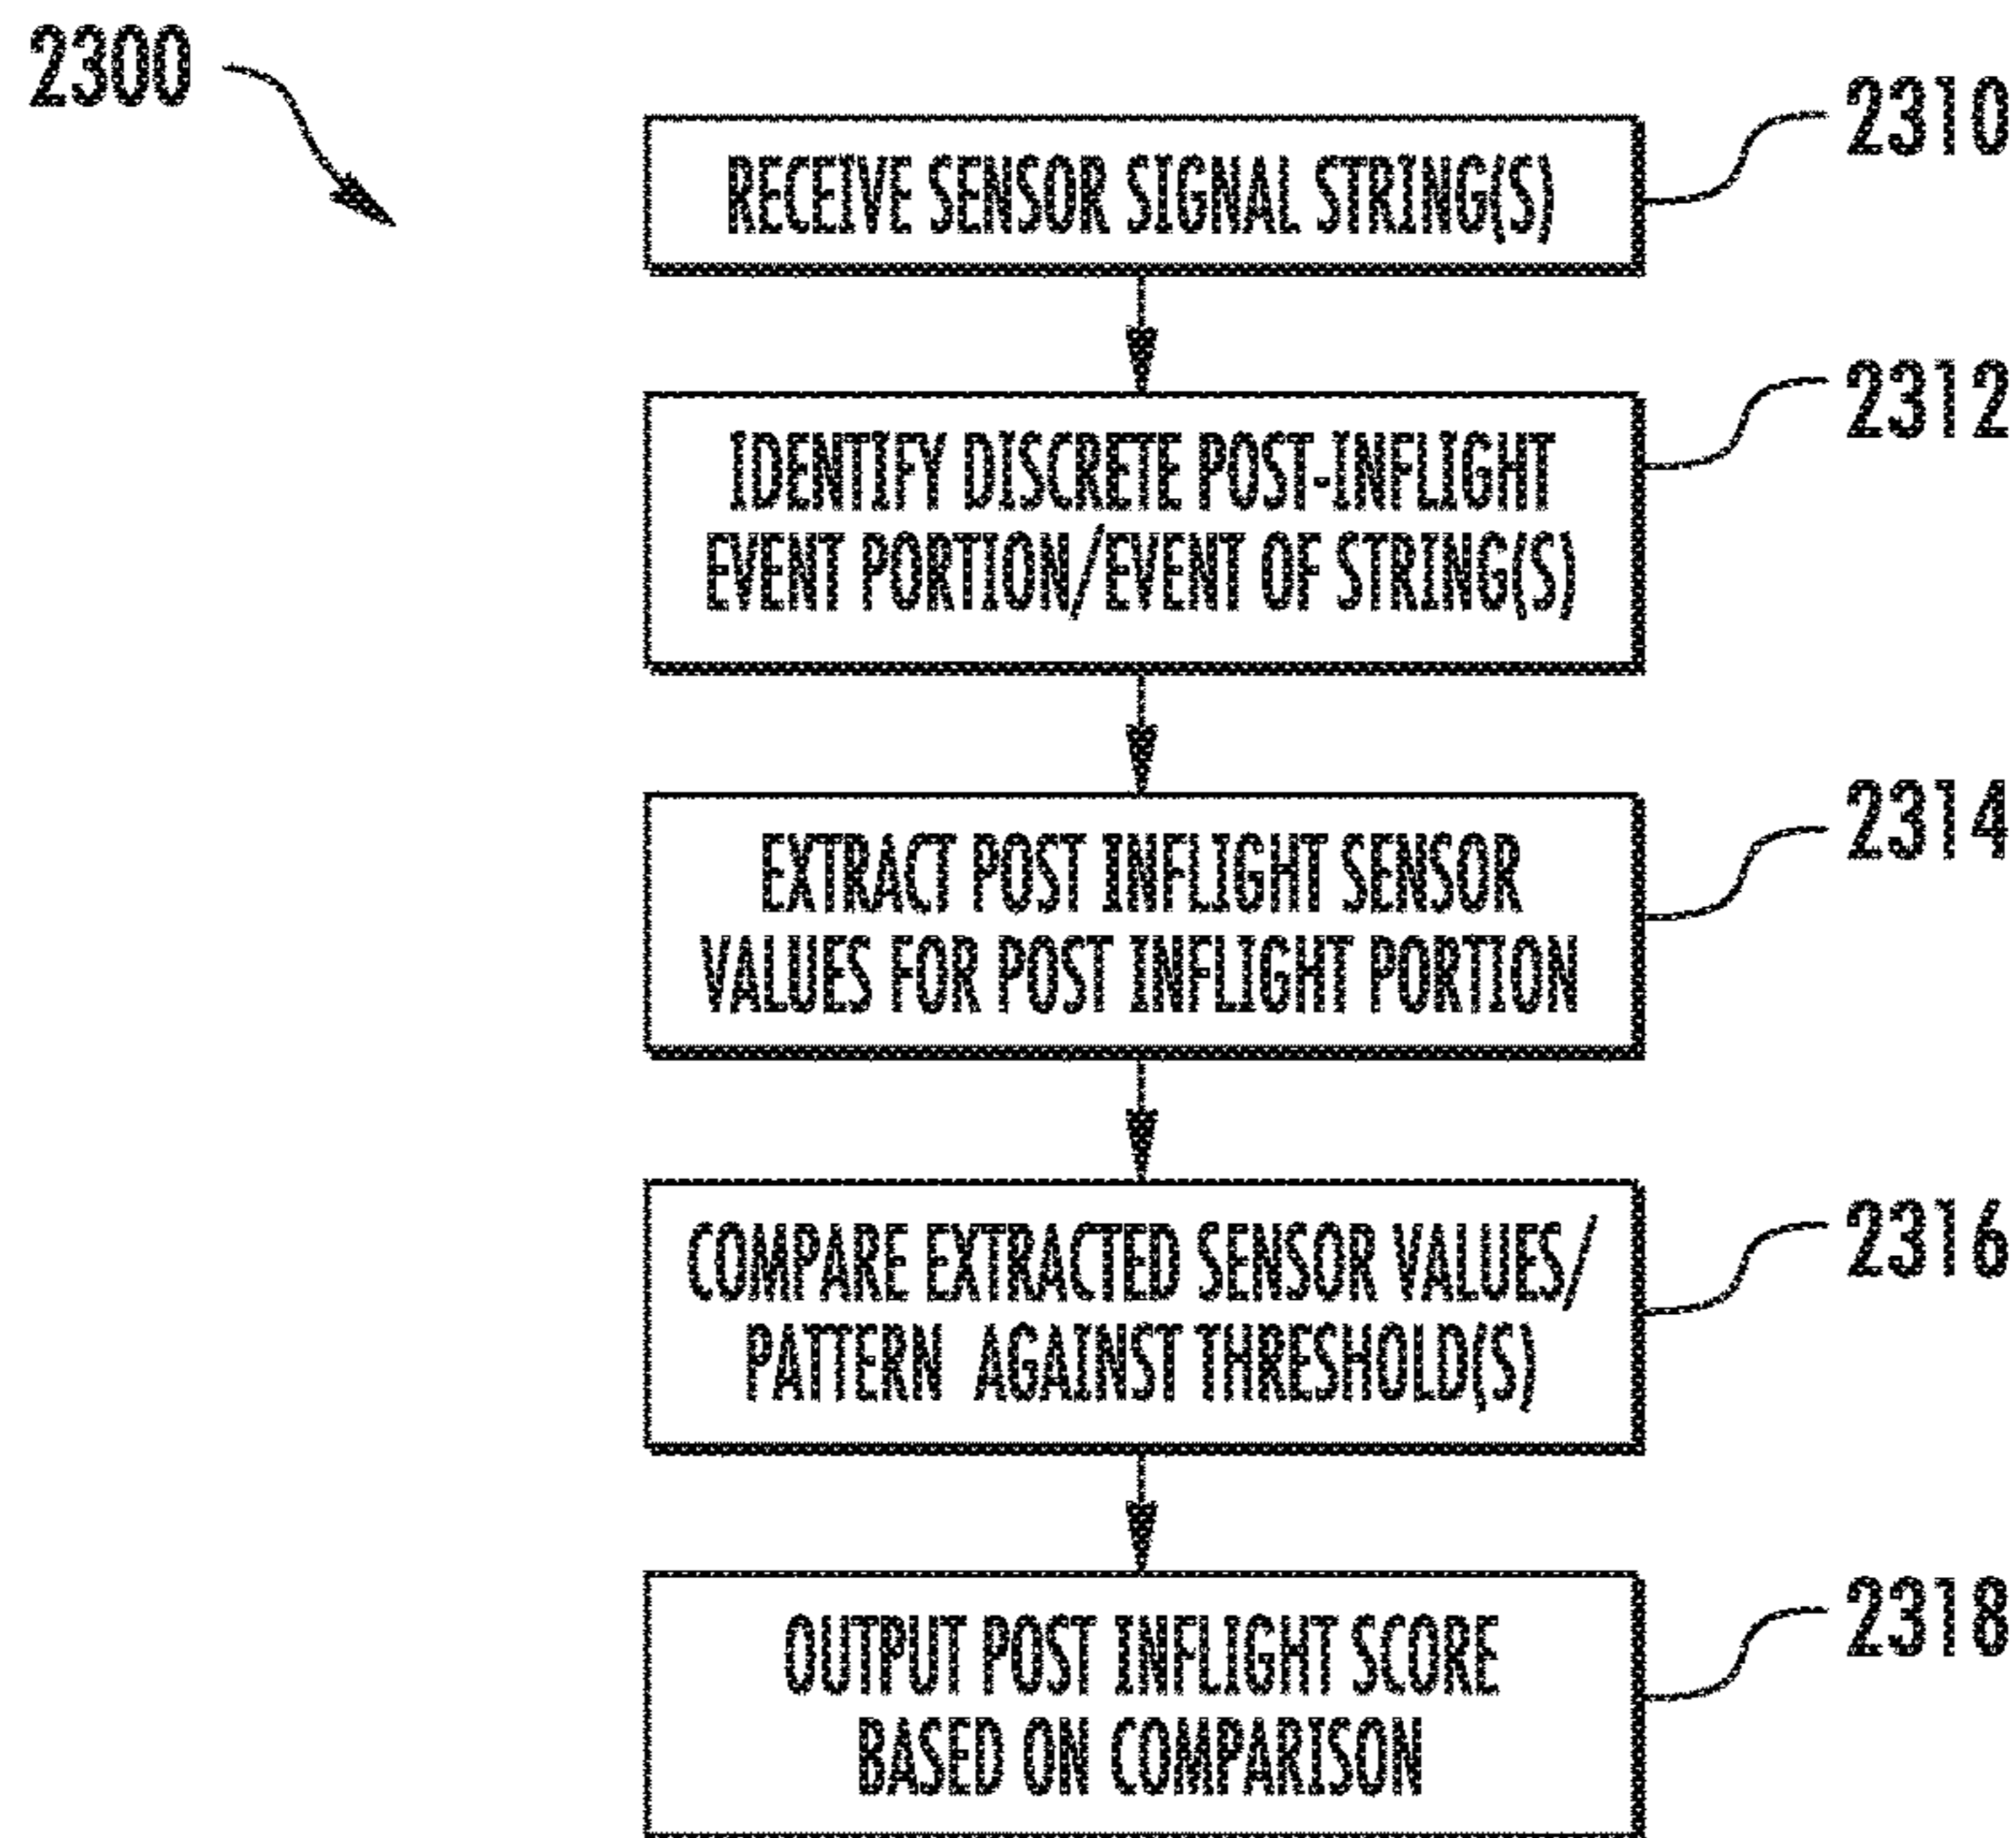 2300
2310
RECEIVE SENSOR SIGNAL STRING(S)
2312
IDENTIFY DISCRETE POST-INFLIGHT
EVENT PORTION/EVENT OF STRING(S)
2314
EXTRACT POST INFLIGHT SENSOR
VALUES FOR POST INFLIGHT PORTION
2316
COMPARE EXTRACTED SENSOR VALUES/
PATTERN AGAINST THRESHOLD(S)
2318
OUTPUT POST INFLIGHT SCORE
BASED ON COMPARISON